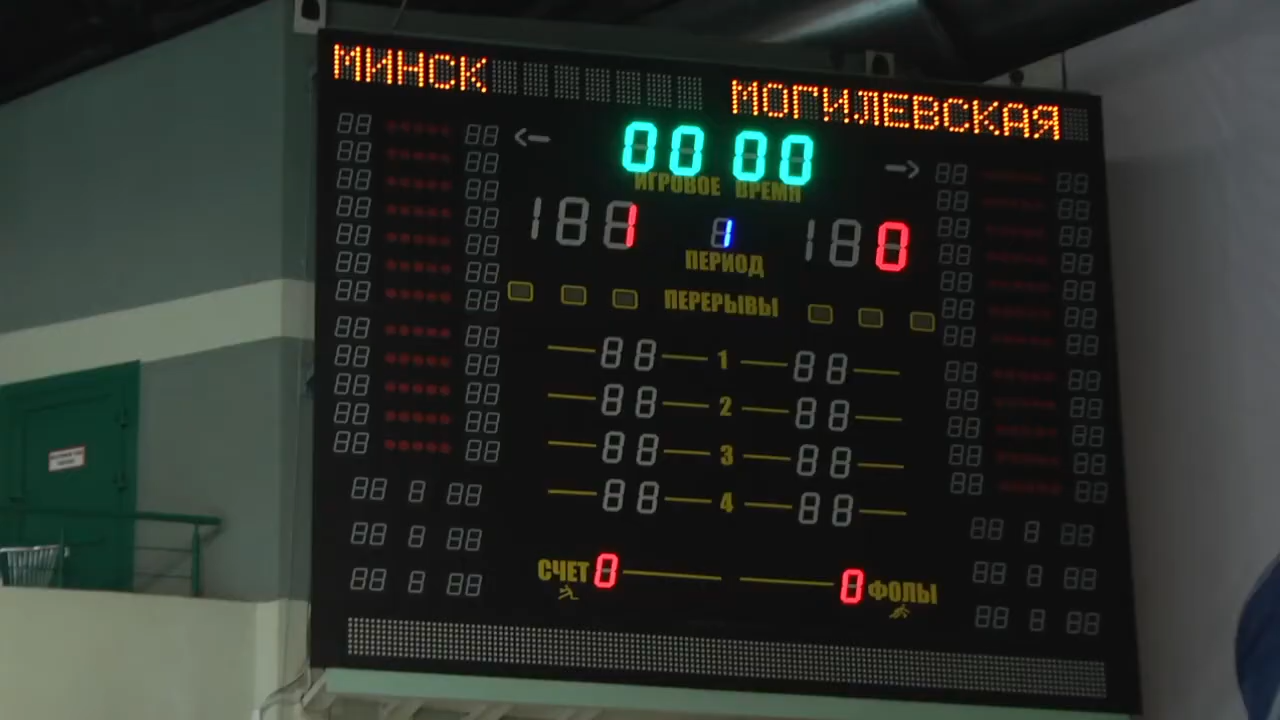 МИНСК МОГИЛЕВСКАЯ
00 00
ИГРОВОЕ ВРЕМЯ
1 1 0
ПЕРИОД
ПЕРЕРЫВЫ
1
2
3
4
СЧЕТ 0 0 ФОЛЫ